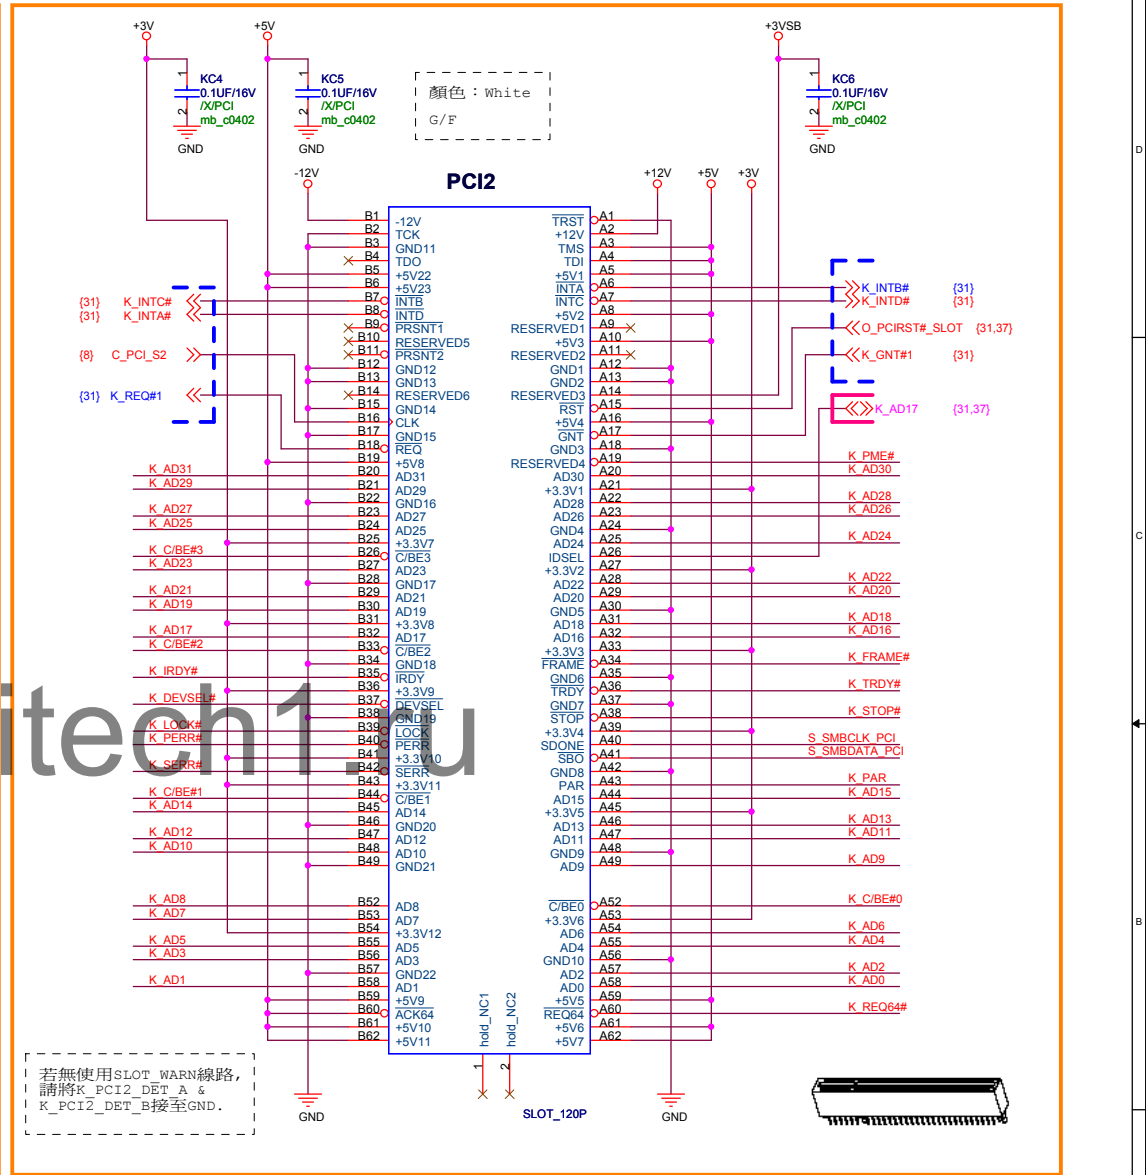 +3V
+5V
+3VSB
1
KC4
0.1UF/16V
/X/PCI
mb_c0402
2
GND
1
KC5
0.1UF/16V
/X/PCI
mb_c0402
2
GND
顏色：White
G/F
1
KC6
0.1UF/16V
/X/PCI
mb_c0402
2
GND
D
-12V
PCI2
+12V
+5V
+3V
B1 -12V TRST A1
B2 TCK +12V A2
B3 GND11 TMS A3
B4 TDO TDI A4
B5 +5V22 +5V1 A5
B6 +5V23 INTA A6 K_INTB# {31}
{31} K_INTC# B7 INTB INTC A7 K_INTD# {31}
{31} K_INTA# B8 INTD +5V2 A8
B9 PRSNT1 RESERVED1 A9 O_PCIRST#_SLOT {31,37}
B10 RESERVED5 +5V3 A10
{8} C_PCI_S2 B11 PRSNT2 RESERVED2 A11 K_GNT#1 {31}
B12 GND12 GND1 A12
B13 GND13 GND2 A13
{31} K_REQ#1 B14 RESERVED6 RESERVED3 A14
B15 GND14 RST A15 K_AD17 {31,37}
B16 CLK +5V4 A16
B17 GND15 GNT A17
B18 REQ GND3 A18
B19 +5V8 RESERVED4 A19 K_PME#
K_AD31 B20 AD31 AD30 A20 K_AD30
K_AD29 B21 AD29 +3.3V1 A21
B22 GND16 AD28 A22 K_AD28
K_AD27 B23 AD27 AD26 A23 K_AD26
K_AD25 B24 AD25 GND4 A24
B25 +3.3V7 AD24 A25 K_AD24
C
K_C/BE#3 B26 C/BE3 IDSEL A26
K_AD23 B27 AD23 +3.3V2 A27
B28 GND17 AD22 A28 K_AD22
K_AD21 B29 AD21 AD20 A29 K_AD20
K_AD19 B30 AD19 GND5 A30
B31 +3.3V8 AD18 A31 K_AD18
K_AD17 B32 AD17 AD16 A32 K_AD16
K_C/BE#2 B33 C/BE2 +3.3V3 A33
B34 GND18 FRAME A34 K_FRAME#
K_IRDY# B35 IRDY GND6 A35
B36 +3.3V9 TRDY A36 K_TRDY#
K_DEVSEL# B37 DEVSEL GND7 A37
B38 GND19 STOP A38 K_STOP#
K_LOCK# B39 LOCK +3.3V4 A39
K_PERR# B40 PERR SDONE A40 S_SMBCLK_PCI
B41 +3.3V10 SBO A41 S_SMBDATA_PCI
K_SERR# B42 SERR GND8 A42
B43 +3.3V11 PAR A43 K_PAR
K_C/BE#1 B44 C/BE1 AD15 A44 K_AD15
K_AD14 B45 AD14 +3.3V5 A45
B46 GND20 AD13 A46 K_AD13
K_AD12 B47 AD12 AD11 A47 K_AD11
K_AD10 B48 AD10 GND9 A48
B49 GND21 AD9 A49 K_AD9
itech1.ru
K_AD8 B52 AD8 C/BE0 A52 K_C/BE#0
K_AD7 B53 AD7 +3.3V6 A53
B
B54 +3.3V12 AD6 A54 K_AD6
K_AD5 B55 AD5 AD4 A55 K_AD4
K_AD3 B56 AD3 GND10 A56
B57 GND22 AD2 A57 K_AD2
K_AD1 B58 AD1 AD0 A58 K_AD0
B59 +5V9 +5V5 A59
B60 ACK64 REQ64 A60 K_REQ64#
B61 +5V10 +5V6 A61
B62 +5V11 +5V7 A62
hold_NC1
hold_NC2
1
2
若無使用SLOT_WARN線路,
請將K_PCI2_DET_A &
K_PCI2_DET_B接至GND.
GND
SLOT_120P
GND